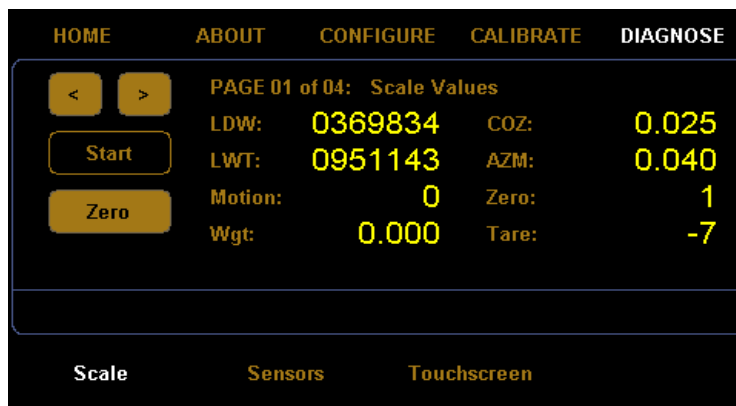 HOME ABOUT CONFIGURE CALIBRATE DIAGNOSE
< > PAGE 01 of 04: Scale Values
LDW: 0369834 COZ: 0.025
Start LWT: 0951143 AZM: 0.040
Motion: 0 Zero: 1
Zero Wgt: 0.000 Tare: -7
Scale Sensors Touchscreen